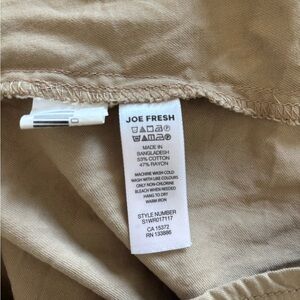 JOE FRESH
MADE IN
BANGLADESH
53% COTTON
47% RAYON
MACHINE WASH COLD
WASH WITH LIKE COLOURS
ONLY NON-CHLORINE
BLEACH WHEN NEEDED
HANG TO DRY
WARM IRON
STYLE NUMBER
S1WR017117
CA 15372
RN 133886